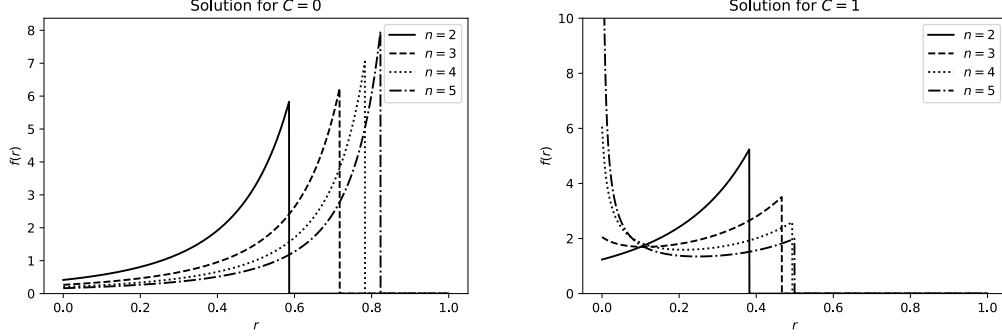 Solution for C = 0
f(r)
8
7
6
5
4
3
2
1
0
0.0 0.2 0.4 0.6 0.8 1.0
r
n = 2
n = 3
n = 4
n = 5
Solution for C = 1
f(r)
10
8
6
4
2
0
0.0 0.2 0.4 0.6 0.8 1.0
r
n = 2
n = 3
n = 4
n = 5